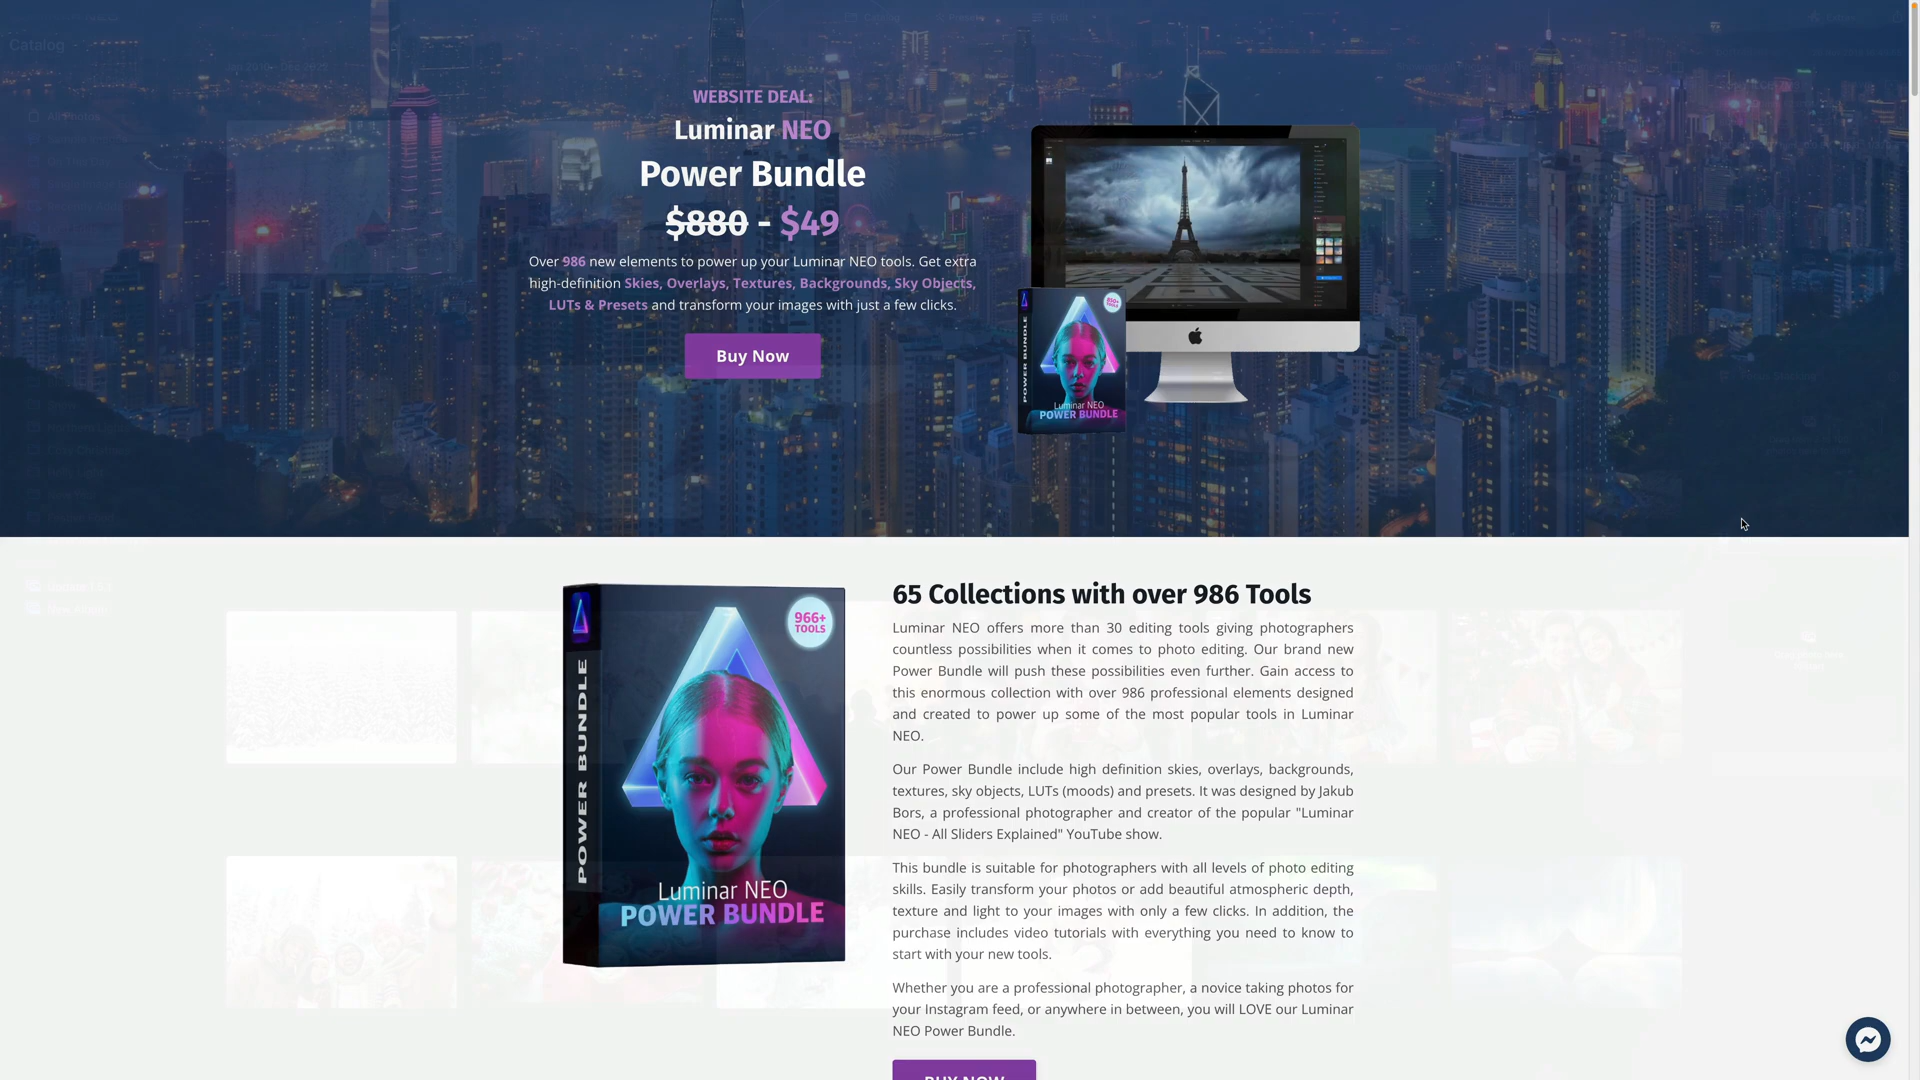 Catalog
All Photos
WEBSITE DEAL:
Luminar NEO
Power Bundle
$880 - $49
Over 986 new elements to power up your Luminar NEO tools. Get extra
high-definition Skies, Overlays, Textures, Backgrounds, Sky Objects,
LUTs & Presets and transform your images with just a few clicks.
Buy Now
850+
TOOLS
POWER BUNDLE
Luminar NEO
POWER BUNDLE
966+
TOOLS
POWER BUNDLE
Luminar NEO
POWER BUNDLE
65 Collections with over 986 Tools
Luminar NEO offers more than 30 editing tools giving photographers
countless possibilities when it comes to photo editing. Our brand new
Power Bundle will push these possibilities even further. Gain access to
this enormous collection with over 986 professional elements designed
and created to power up some of the most popular tools in Luminar
NEO.
Our Power Bundle include high definition skies, overlays, backgrounds,
textures, sky objects, LUTs (moods) and presets. It was designed by Jakub
Bors, a professional photographer and creator of the popular "Luminar
NEO - All Sliders Explained" YouTube show.
This bundle is suitable for photographers with all levels of photo editing
skills. Easily transform your photos or add beautiful atmospheric depth,
texture and light to your images with only a few clicks. In addition, the
purchase includes video tutorials with everything you need to know to
start with your new tools.
Whether you are a professional photographer, a novice taking photos for
your Instagram feed, or anywhere in between, you will LOVE our Luminar
NEO Power Bundle.
BUY NOW